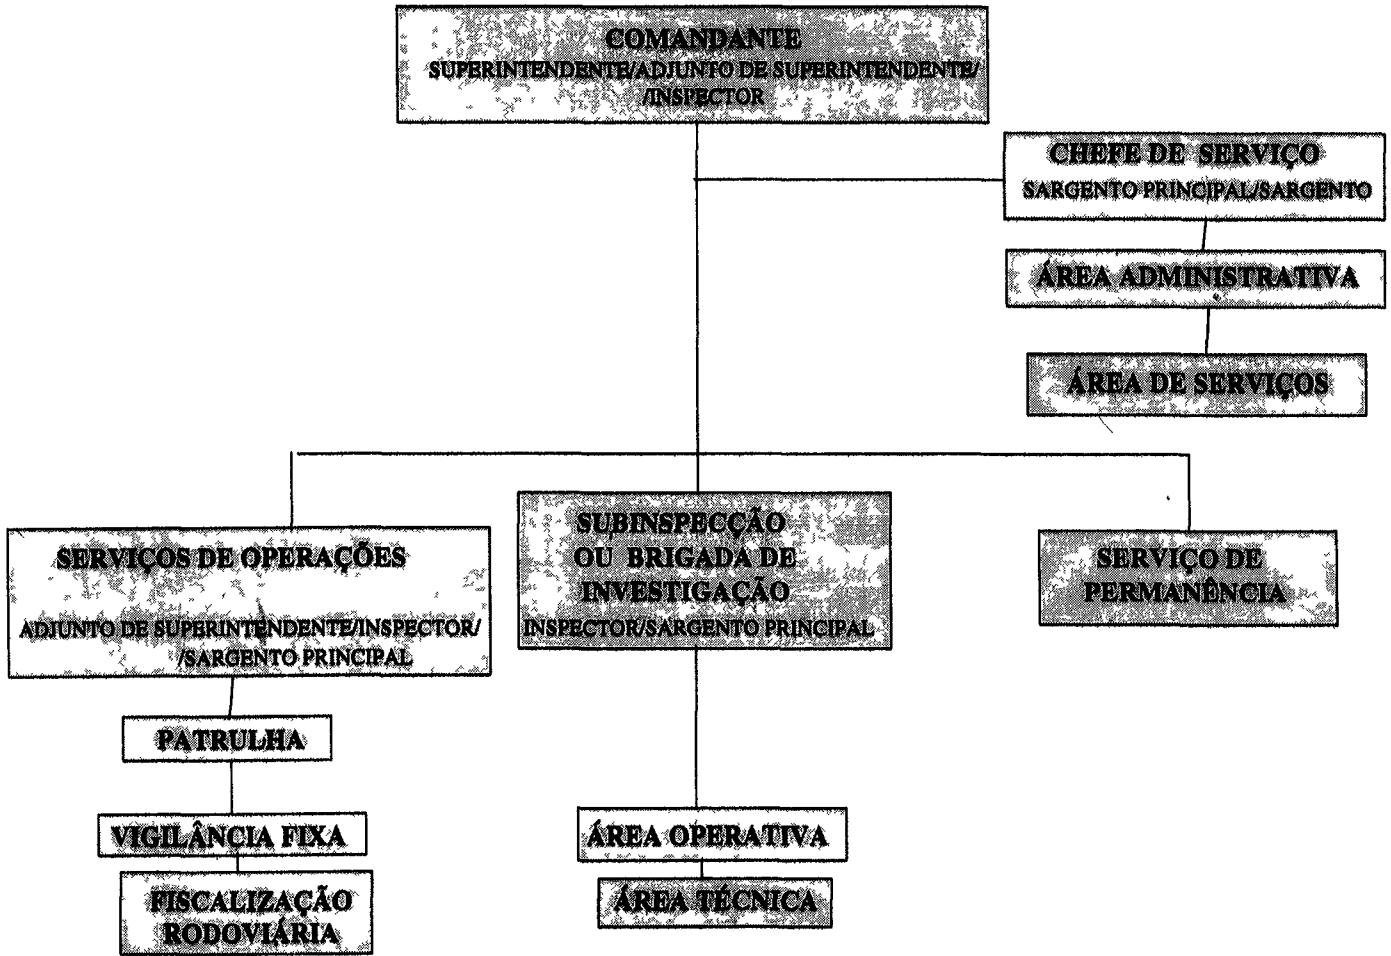 COMANDANTE
SUPERINTENDENTE/ADJUNTO DE SUPERINTENDENTE/
/INSPECTOR
CHEFE DE SERVIÇO
SARGENTO PRINCIPAL/SARGENTO
ÁREA ADMINISTRATIVA
ÁREA DE SERVIÇOS
SERVIÇOS DE OPERAÇÕES
ADJUNTO DE SUPERINTENDENTE/INSPECTOR/
/SARGENTO PRINCIPAL
SUBINSPECÇÃO
OU BRIGADA DE
INVESTIGAÇÃO
INSPECTOR/SARGENTO PRINCIPAL
SERVIÇO DE
PERMANÊNCIA
PATRULHA
VIGILÂNCIA FIXA
FISCALIZAÇÃO
RODOVIÁRIA
ÁREA OPERATIVA
ÁREA TÉCNICA